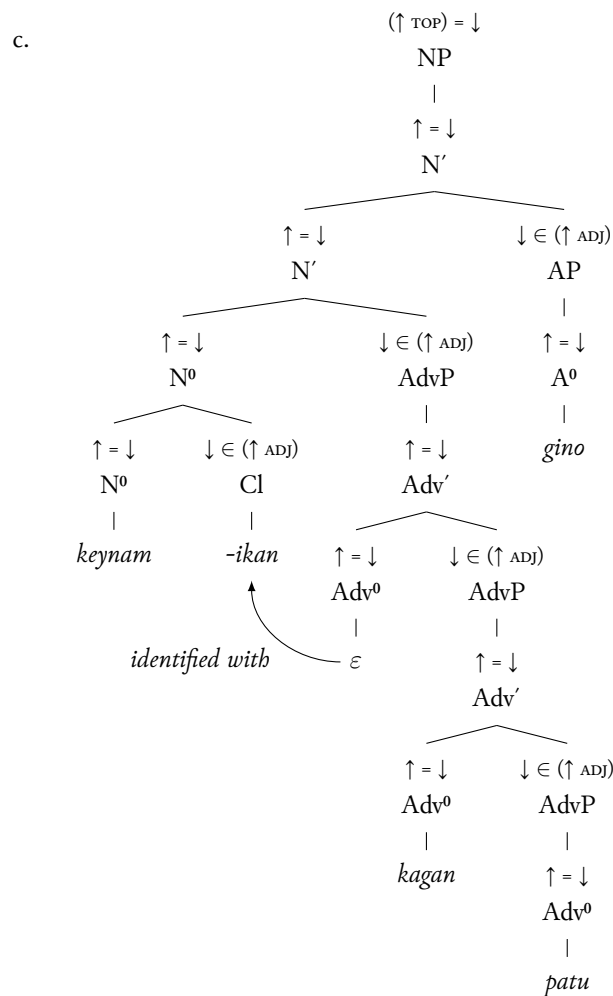 c.
(↑ TOP) = ↓
NP
↑ = ↓
N′
↑ = ↓ ↓ ∈ (↑ ADJ)
N′ AP
↑ = ↓ ↓ ∈ (↑ ADJ) ↑ = ↓
N⁰ AdvP A⁰
↑ = ↓ ↓ ∈ (↑ ADJ) ↑ = ↓ gino
N⁰ Cl Adv′
keynam -ikan ↑ = ↓ ↓ ∈ (↑ ADJ)
Adv⁰ AdvP
identified with ε ↑ = ↓
Adv′
↑ = ↓ ↓ ∈ (↑ ADJ)
Adv⁰ AdvP
kagan ↑ = ↓
Adv⁰
patu